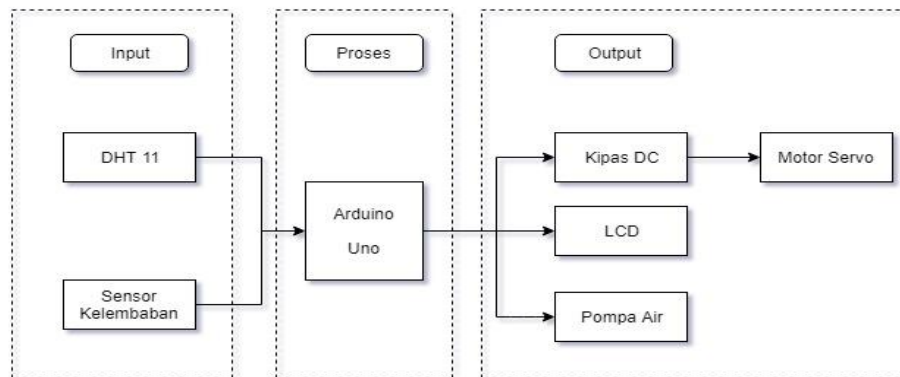 Input
Proses
Output
DHT 11
Sensor
Kelembaban
Arduino
Uno
Kipas DC
Motor Servo
LCD
Pompa Air